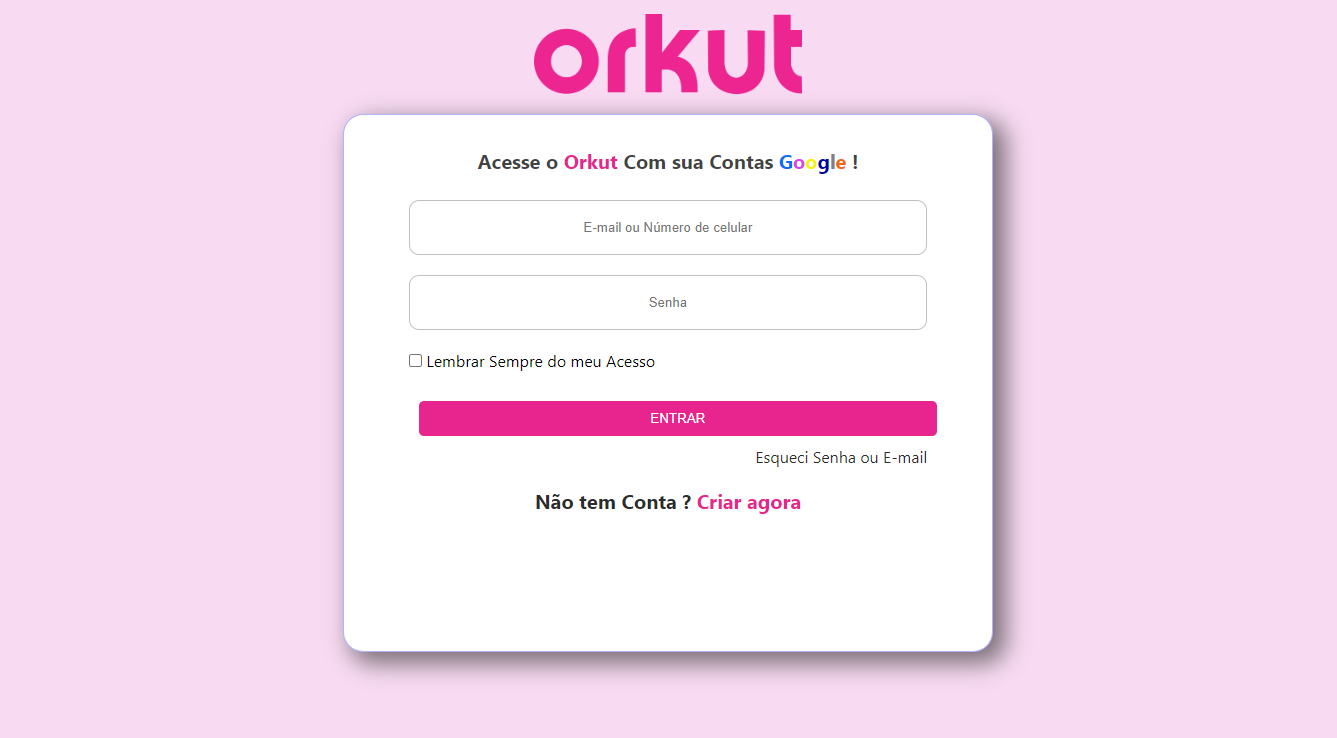 orkut
Acesse o Orkut Com sua Contas Google !
E-mail ou Número de celular
Senha
Lembrar Sempre do meu Acesso
ENTRAR
Esqueci Senha ou E-mail
Não tem Conta ? Criar agora